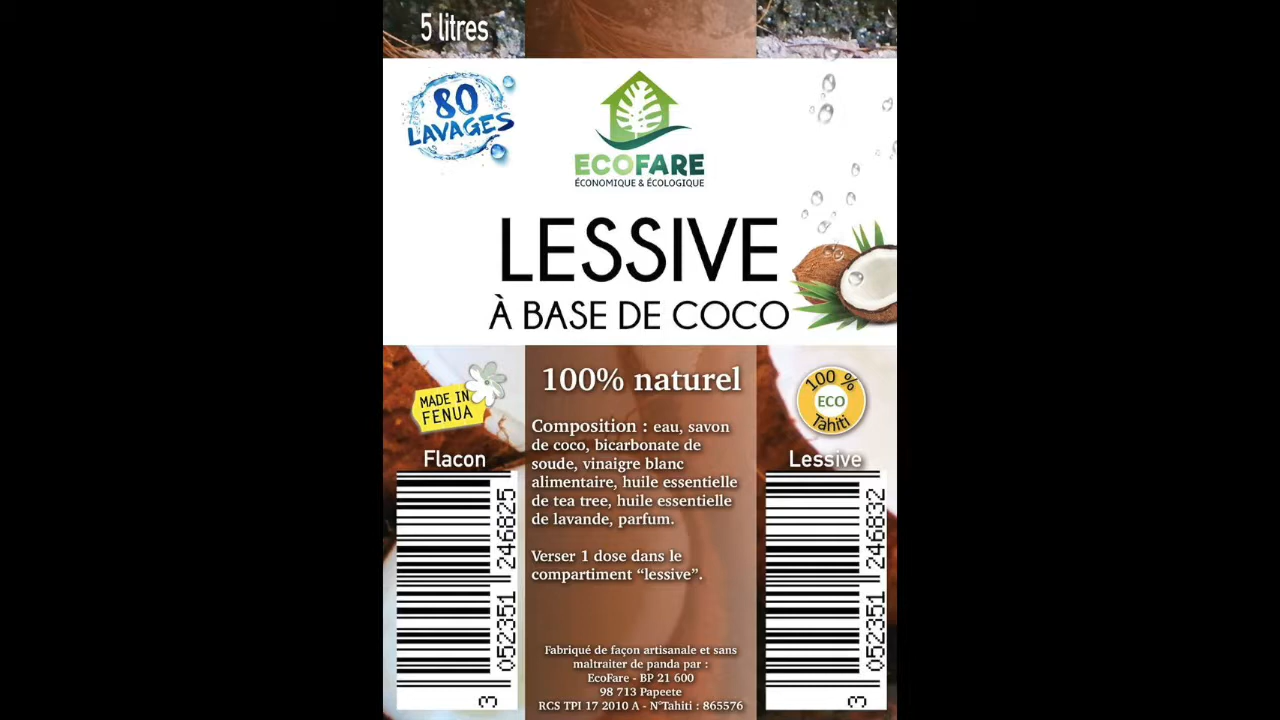 5 litres
80
LAVAGES
ECOFARE
ÉCONOMIQUE & ÉCOLOGIQUE
LESSIVE
À BASE DE COCO
MADE IN
FENUA
100% naturel
100 %
ECO
Tahiti
Flacon
3 052351 246825
Composition : eau, savon
de coco, bicarbonate de
soude, vinaigre blanc
alimentaire, huile essentielle
de tea tree, huile essentielle
de lavande, parfum.
Verser 1 dose dans le
compartiment “lessive”.
Fabriqué de façon artisanale et sans
maltraiter de panda par :
EcoFare - BP 21 600
98 713 Papeete
RCS TPI 17 2010 A - N°Tahiti : 865576
Lessive
3 052351 246832